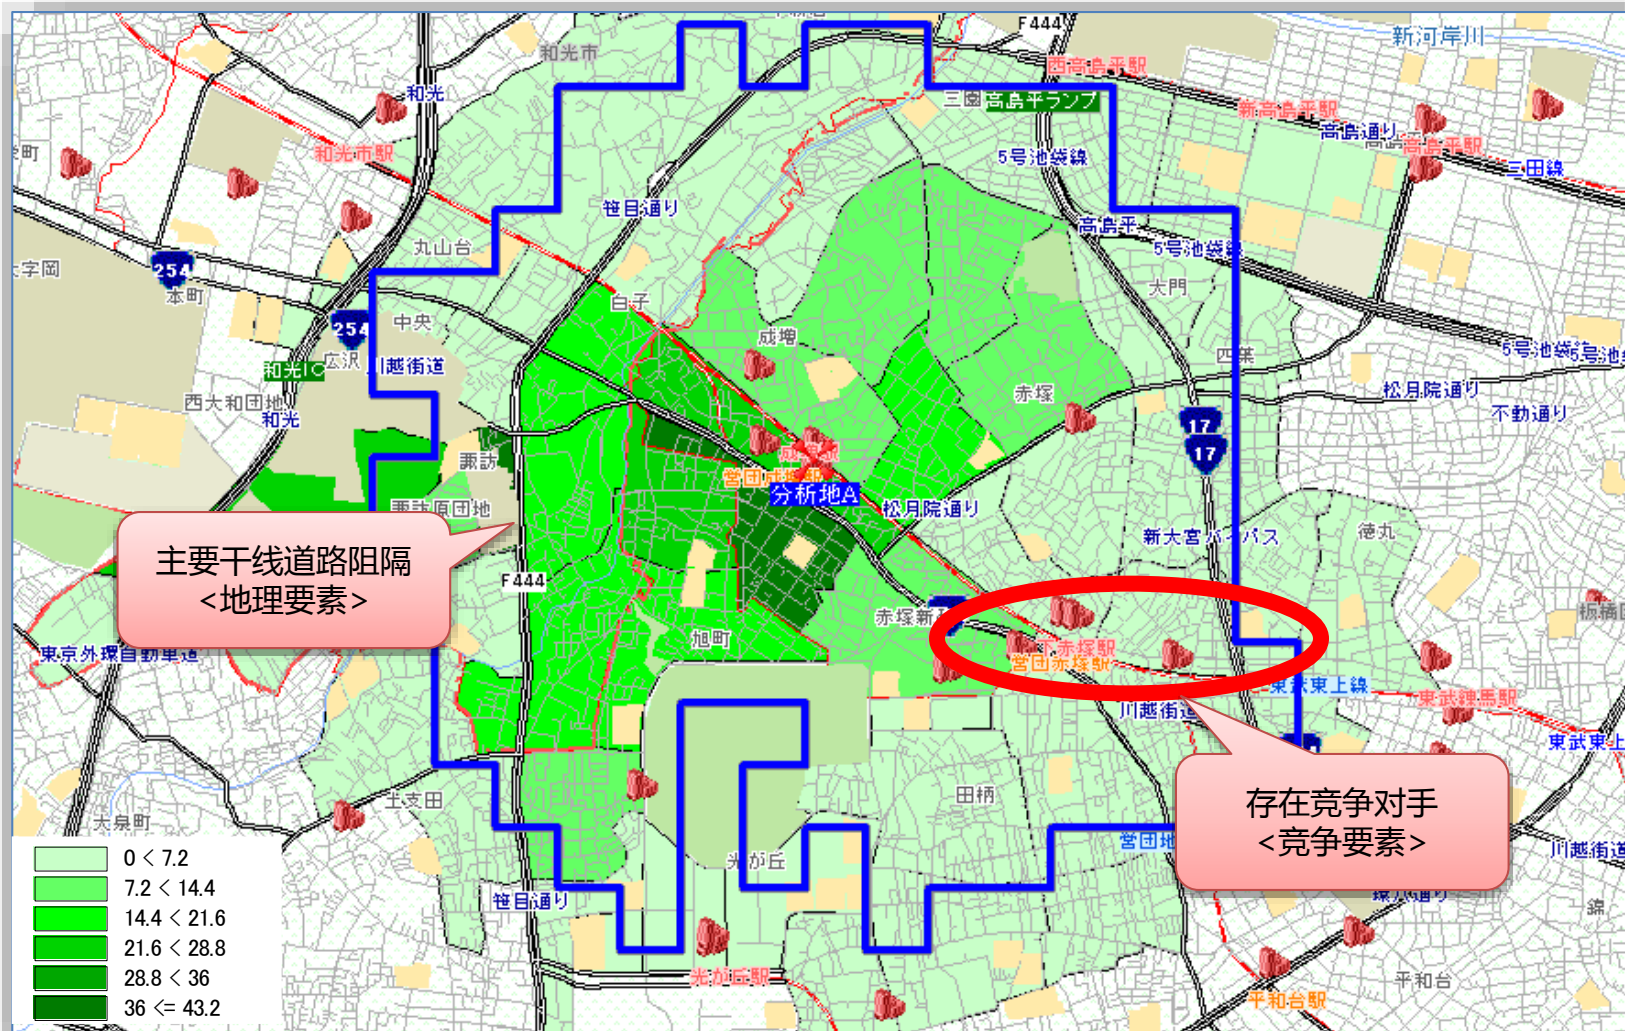 F444
新河岸川
和光市
西高島平駅
和光
三園
高島平ランプ
新高島平駅
高島通り
和光市駅
高島平駅
5号池袋線
三田線
笹目通り
丸山台
高島平
5号池袋線
字岡
254
本町
大門
白子
中央
254
成増
四葉
広沢
川越街道
和光IC
5号池袋線
赤塚
松月院通り
西大和団地
不動通り
和光
17
17
諏訪
営団成増駅
分析地A
諏訪原団地
松月院通り
新大宮バイパス
徳丸
主要干线道路阻隔
<地理要素>
F444
赤塚新町
板橋区
旭町
下赤塚駅
東京外環自動車道
営団赤塚駅
東武東上線
東武練馬駅
川越街道
東武東上
土支田
田柄
存在竞争对手
<竞争要素>
大泉町
営団地
川越街道
光が丘
0 < 7.2
7.2 < 14.4
14.4 < 21.6
21.6 < 28.8
28.8 < 36
36 <= 43.2
笹目通り
環八通り
錦
光が丘駅
平和台
平和台駅